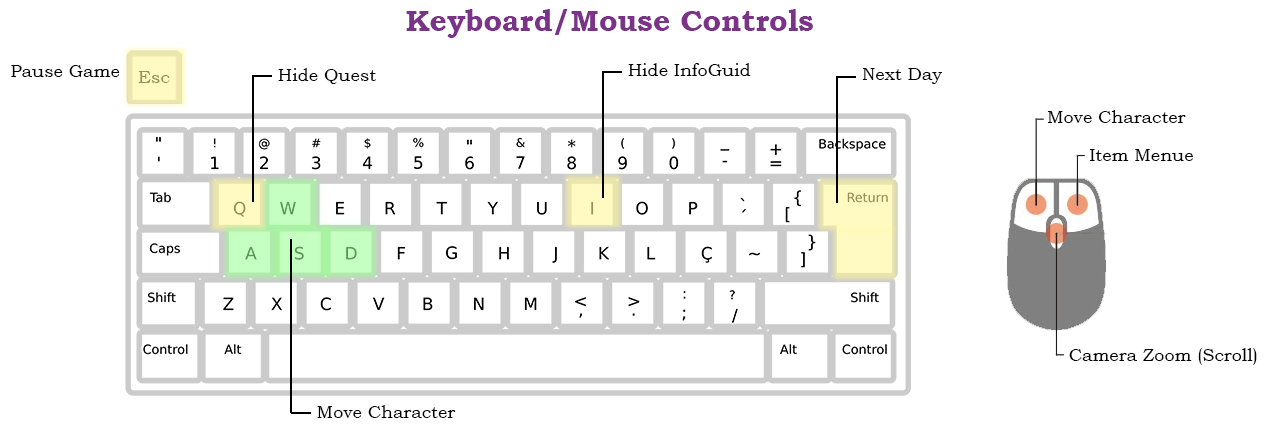 Keyboard/Mouse Controls
Pause Game
Esc
Hide Quest
Hide InfoGuid
Next Day
" '
! 1
@ 2
# 3
$ 4
% 5
" 6
& 7
* 8
( 9
) 0
_ -
+ =
Backspace
Tab
Q
W
E
R
T
Y
U
I
O
P
` ´
{ [
Return
Caps
A
S
D
F
G
H
J
K
L
Ç
~
} ]
Shift
Z
X
C
V
B
N
M
< ,
> .
: ;
? /
Shift
Control
Alt
Alt
Control
Move Character
Move Character
Item Menue
Camera Zoom (Scroll)